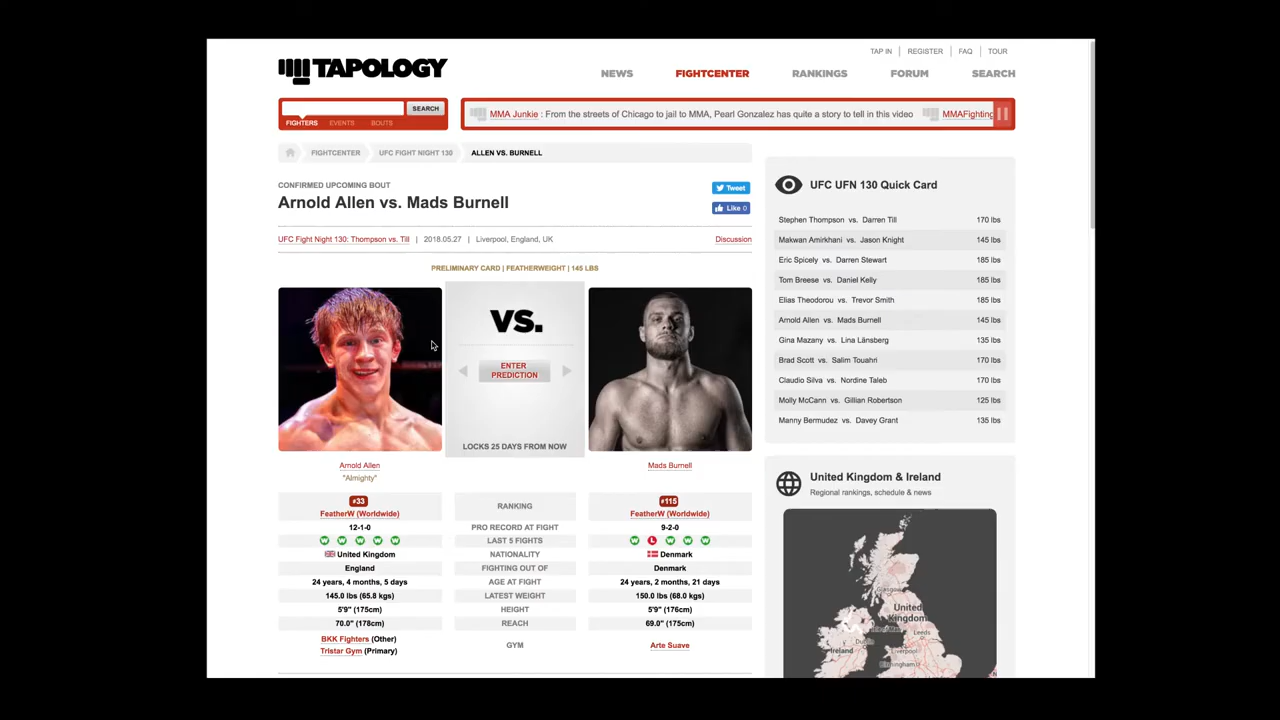 TAP IN | REGISTER | FAQ | TOUR
TAPOLOGY
NEWS FIGHTCENTER RANKINGS FORUM SEARCH
SEARCH
FIGHTERS EVENTS BOUTS
MMA Junkie : From the streets of Chicago to jail to MMA, Pearl Gonzalez has quite a story to tell in this video MMAFighting
FIGHTCENTER UFC FIGHT NIGHT 130 ALLEN VS. BURNELL
CONFIRMED UPCOMING BOUT
Arnold Allen vs. Mads Burnell
Tweet
Like 0
UFC Fight Night 130: Thompson vs. Till | 2018.05.27 | Liverpool, England, UK Discussion
PRELIMINARY CARD | FEATHERWEIGHT | 145 LBS
VS.
ENTER
PREDICTION
LOCKS 25 DAYS FROM NOW
Arnold Allen Mads Burnell
"Almighty"
#33 RANKING #115
FeatherW (Worldwide) FeatherW (Worldwide)
12-1-0 PRO RECORD AT FIGHT 9-2-0
W W W W W LAST 5 FIGHTS W L W W W
United Kingdom NATIONALITY Denmark
England FIGHTING OUT OF Denmark
24 years, 4 months, 5 days AGE AT FIGHT 24 years, 2 months, 21 days
145.0 lbs (65.8 kgs) LATEST WEIGHT 150.0 lbs (68.0 kgs)
5'9" (175cm) HEIGHT 5'9" (176cm)
70.0" (178cm) REACH 69.0" (175cm)
BKK Fighters (Other)
Tristar Gym (Primary) GYM Arte Suave
UFC UFN 130 Quick Card
Stephen Thompson vs. Darren Till 170 lbs
Makwan Amirkhani vs. Jason Knight 145 lbs
Eric Spicely vs. Darren Stewart 185 lbs
Tom Breese vs. Daniel Kelly 185 lbs
Elias Theodorou vs. Trevor Smith 185 lbs
Arnold Allen vs. Mads Burnell 145 lbs
Gina Mazany vs. Lina Länsberg 135 lbs
Brad Scott vs. Salim Touahri 170 lbs
Claudio Silva vs. Nordine Taleb 170 lbs
Molly McCann vs. Gillian Robertson 125 lbs
Manny Bermudez vs. Davey Grant 135 lbs
United Kingdom & Ireland
Regional rankings, schedule & news
Glasgow
United
Kingdom
Leeds
Ireland
Liverpool